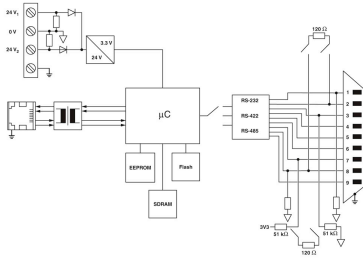 24 V1
0 V
24 V2
3.3 V
24 V
µC
EEPROM
Flash
SDRAM
RS-232
RS-422
RS-485
120 Ω
1
2
3
4
5
6
7
8
9
3V3
51 kΩ
51 kΩ
120 Ω